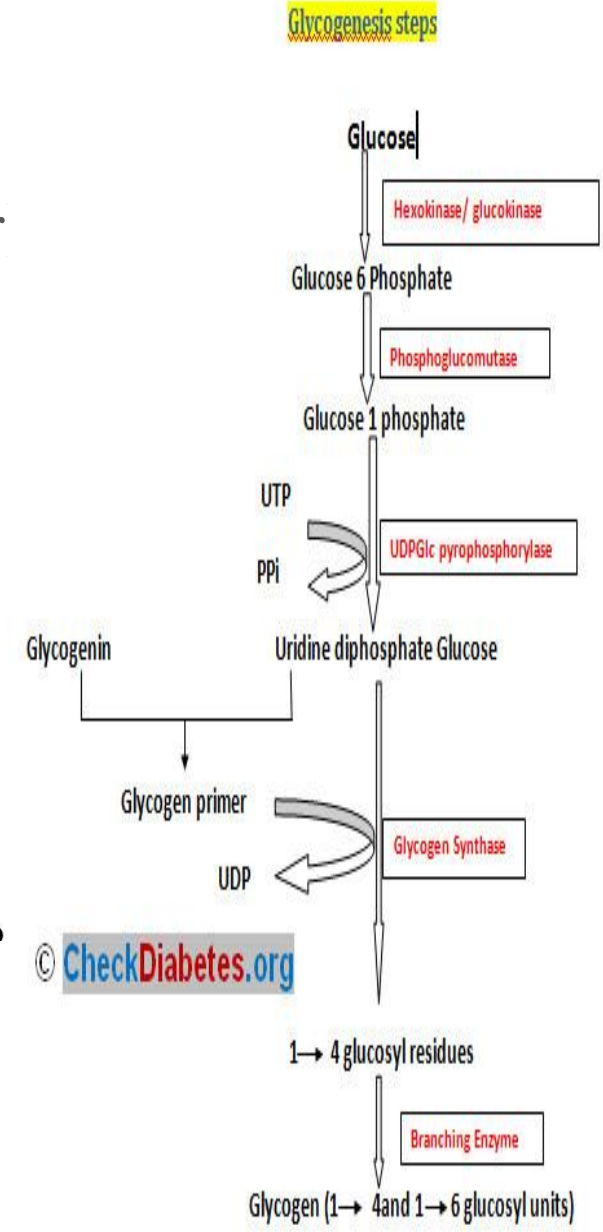 Glycogenesis steps
Glucose
Hexokinase/ glucokinase
Glucose 6 Phosphate
Phosphoglucomutase
Glucose 1 phosphate
UTP
UDPGlc pyrophosphorylase
PPi
Glycogenin
Uridine diphosphate Glucose
Glycogen primer
Glycogen Synthase
UDP
© CheckDiabetes.org
1→ 4 glucosyl residues
Branching Enzyme
Glycogen (1→ 4and 1→6 glucosyl units)